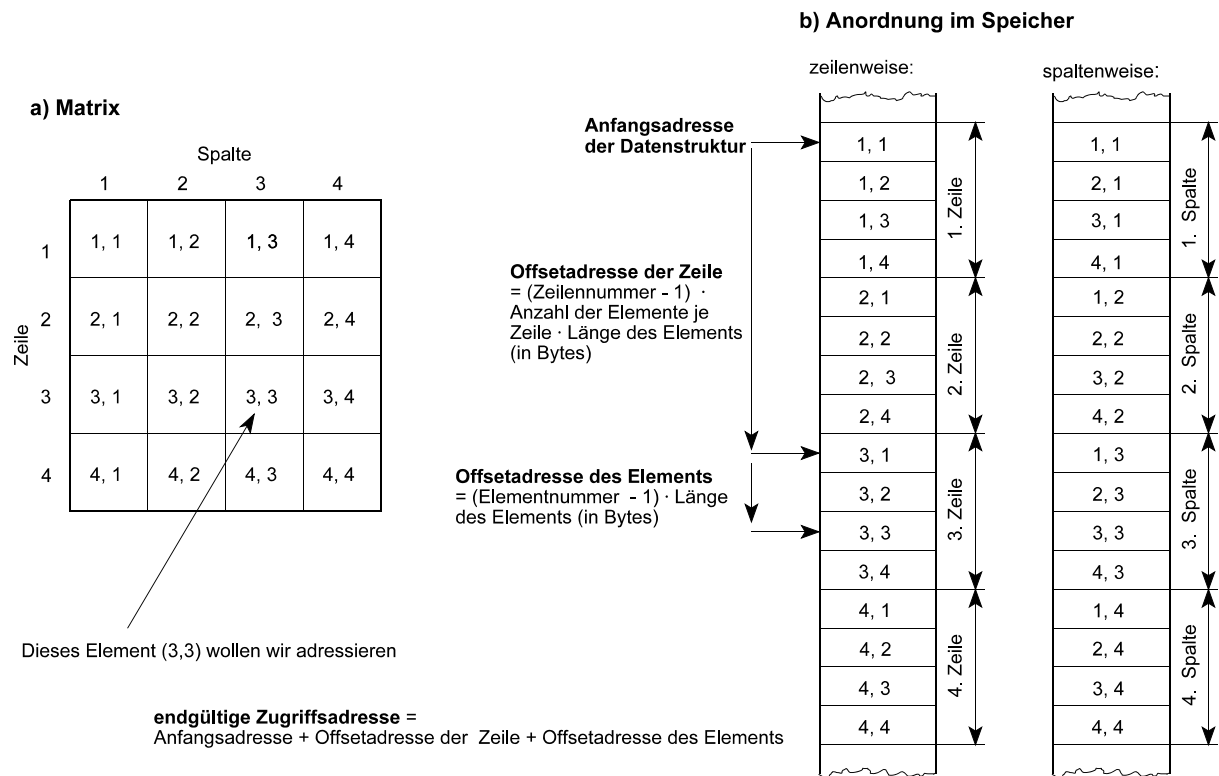 b) Anordnung im Speicher
zeilenweise:
spaltenweise:
a) Matrix
Spalte
1 2 3 4
Zeile
1
1, 1 1, 2 1, 3 1, 4
2
2, 1 2, 2 2, 3 2, 4
3
3, 1 3, 2 3, 3 3, 4
4
4, 1 4, 2 4, 3 4, 4
Dieses Element (3,3) wollen wir adressieren
Anfangsadresse
der Datenstruktur
Offsetadresse der Zeile
= (Zeilennummer - 1) ·
Anzahl der Elemente je
Zeile · Länge des Elements
(in Bytes)
Offsetadresse des Elements
= (Elementnummer - 1) · Länge
des Elements (in Bytes)
endgültige Zugriffsadresse =
Anfangsadresse + Offsetadresse der Zeile + Offsetadresse des Elements
1, 1
1, 2
1, 3
1, 4
1. Zeile
2, 1
2, 2
2, 3
2, 4
2. Zeile
3, 1
3, 2
3, 3
3, 4
3. Zeile
4, 1
4, 2
4, 3
4, 4
4. Zeile
1, 1
2, 1
3, 1
4, 1
1. Spalte
1, 2
2, 2
3, 2
4, 2
2. Spalte
1, 3
2, 3
3, 3
4, 3
3. Spalte
1, 4
2, 4
3, 4
4, 4
4. Spalte